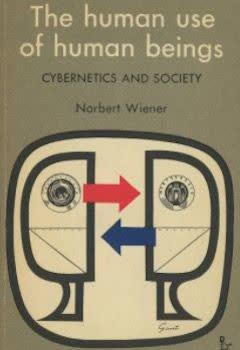 The human use
of human beings
CYBERNETICS AND SOCIETY
Norbert Wiener